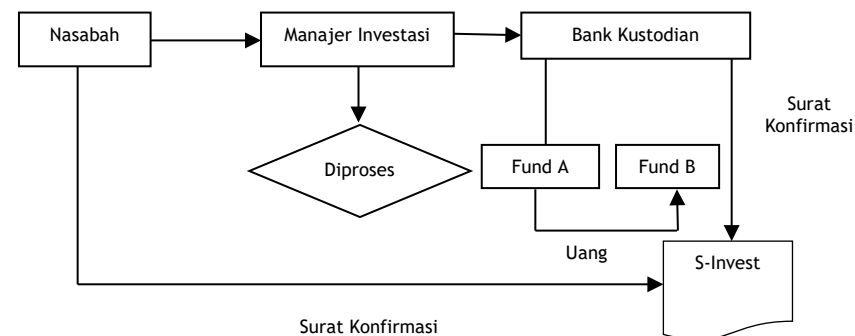 Nasabah
Manajer Investasi
Bank Kustodian
Surat
Konfirmasi
Diproses
Fund A
Fund B
Uang
S-Invest
Surat Konfirmasi